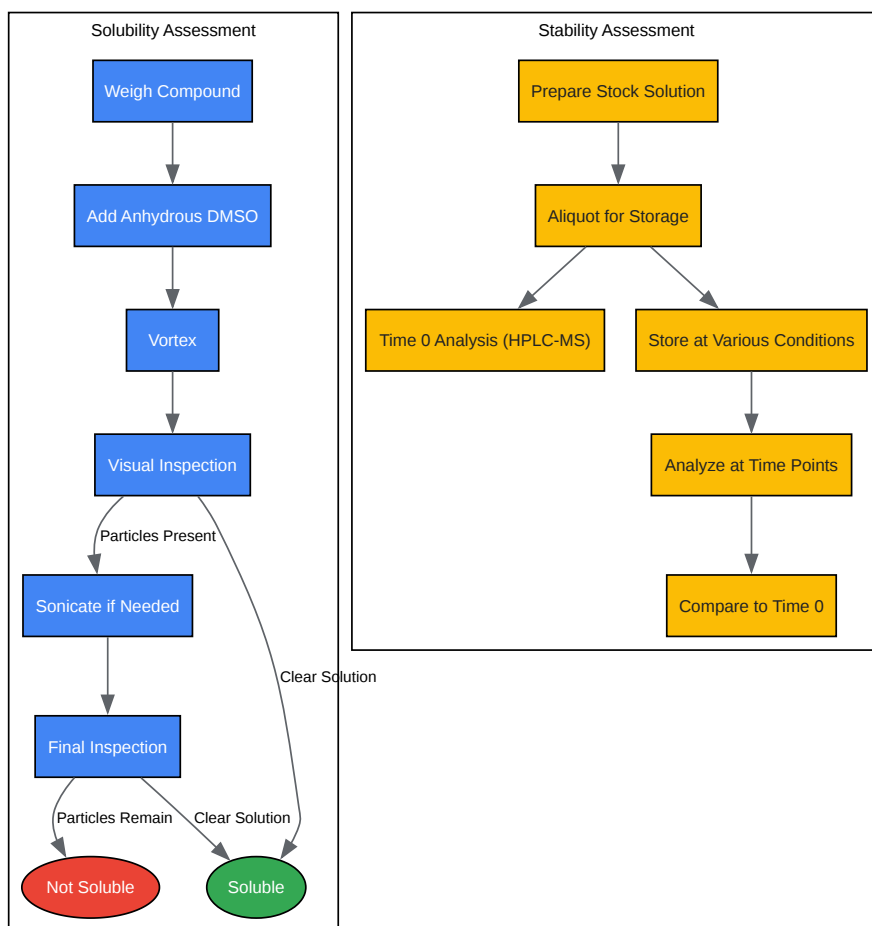 Solubility Assessment
Weigh Compound
Add Anhydrous DMSO
Vortex
Visual Inspection
Particles Present
Sonicate if Needed
Clear Solution
Final Inspection
Particles Remain
Clear Solution
Not Soluble
Soluble
Stability Assessment
Prepare Stock Solution
Aliquot for Storage
Time 0 Analysis (HPLC-MS)
Store at Various Conditions
Analyze at Time Points
Compare to Time 0